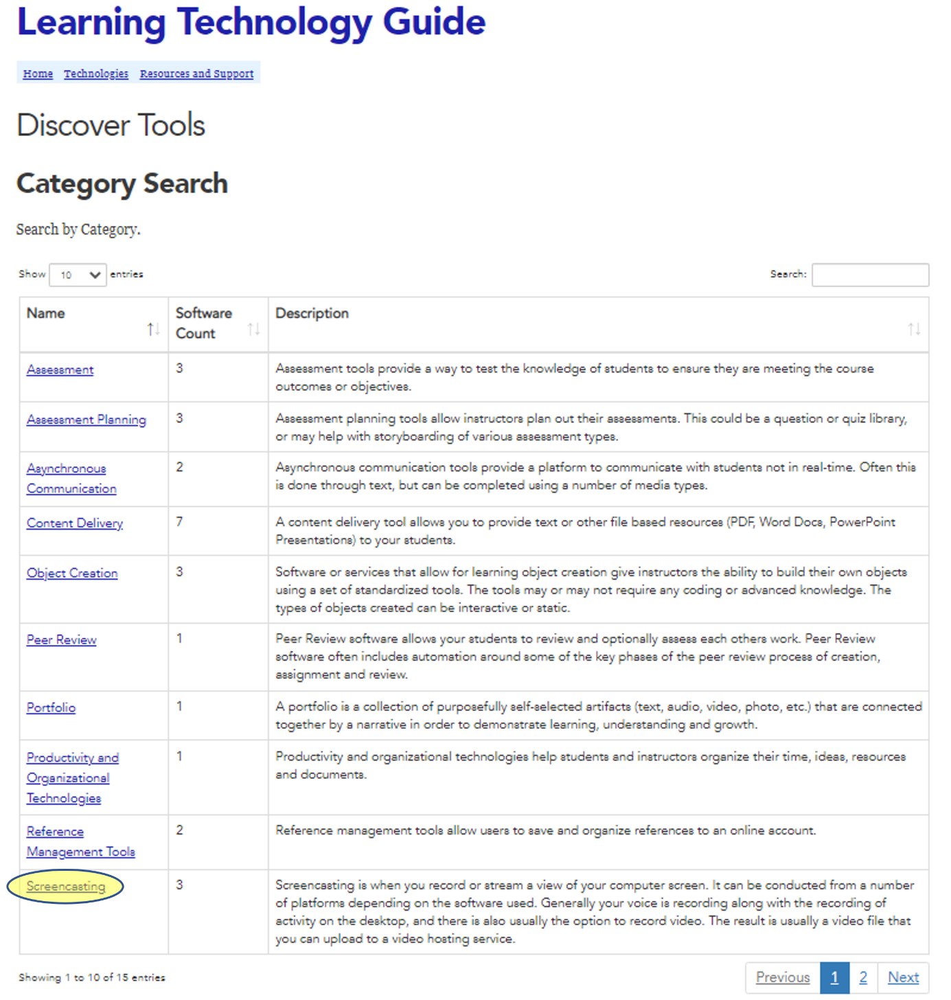 Learning Technology Guide
Home Technologies Resources and Support
Discover Tools
Category Search
Search by Category.
Show 10 entries Search:
Name Software Count Description
Assessment 3 Assessment tools provide a way to test the knowledge of students to ensure they are meeting the course
outcomes or objectives.
Assessment Planning 3 Assessment planning tools allow instructors plan out their assessments. This could be a question or quiz library,
or may help with storyboarding of various assessment types.
Asynchronous Communication 2 Asynchronous communication tools provide a platform to communicate with students not in real-time. Often this
is done through text, but can be completed using a number of media types.
Content Delivery 7 A content delivery tool allows you to provide text or other file based resources (PDF, Word Docs, PowerPoint
Presentations) to your students.
Object Creation 3 Software or services that allow for learning object creation give instructors the ability to build their own objects
using a set of standardized tools. The tools may or may not require any coding or advanced knowledge. The
types of objects created can be interactive or static.
Peer Review 1 Peer Review software allows your students to review and optionally assess each others work. Peer Review
software often includes automation around some of the key phases of the peer review process of creation,
assignment and review.
Portfolio 1 A portfolio is a collection of purposefully self-selected artifacts (text, audio, video, photo, etc.) that are connected
together by a narrative in order to demonstrate learning, understanding and growth.
Productivity and Organizational Technologies 1 Productivity and organizational technologies help students and instructors organize their time, ideas, resources
and documents.
Reference Management Tools 2 Reference management tools allow users to save and organize references to an online account.
Screencasting 3 Screencasting is when you record or stream a view of your computer screen. It can be conducted from a number
of platforms depending on the software used. Generally your voice is recording along with the recording of
activity on the desktop, and there is also usually the option to record video. The result is usually a video file that
you can upload to a video hosting service.
Showing 1 to 10 of 15 entries Previous 1 2 Next